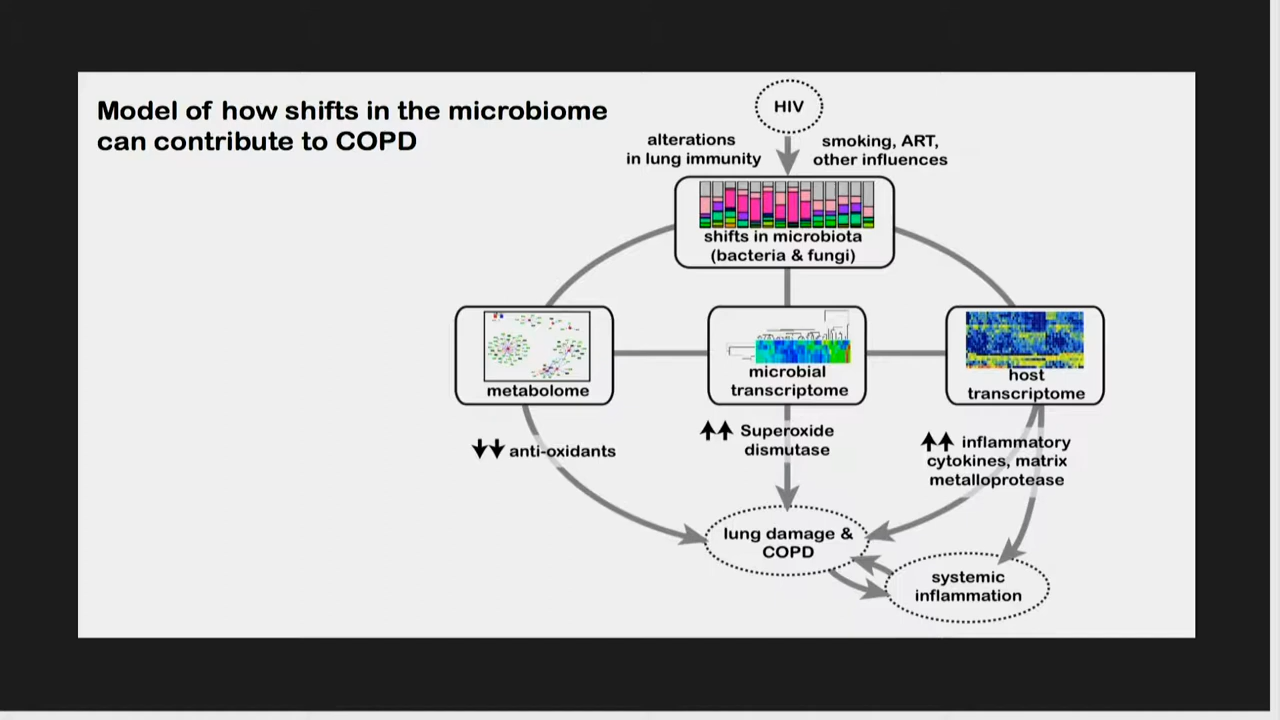 Model of how shifts in the microbiome
can contribute to COPD
HIV
alterations
in lung immunity
smoking, ART,
other influences
shifts in microbiota
(bacteria & fungi)
metabolome
microbial
transcriptome
host
transcriptome
anti-oxidants
Superoxide
dismutase
inflammatory
cytokines, matrix
metalloprotease
lung damage &
COPD
systemic
inflammation